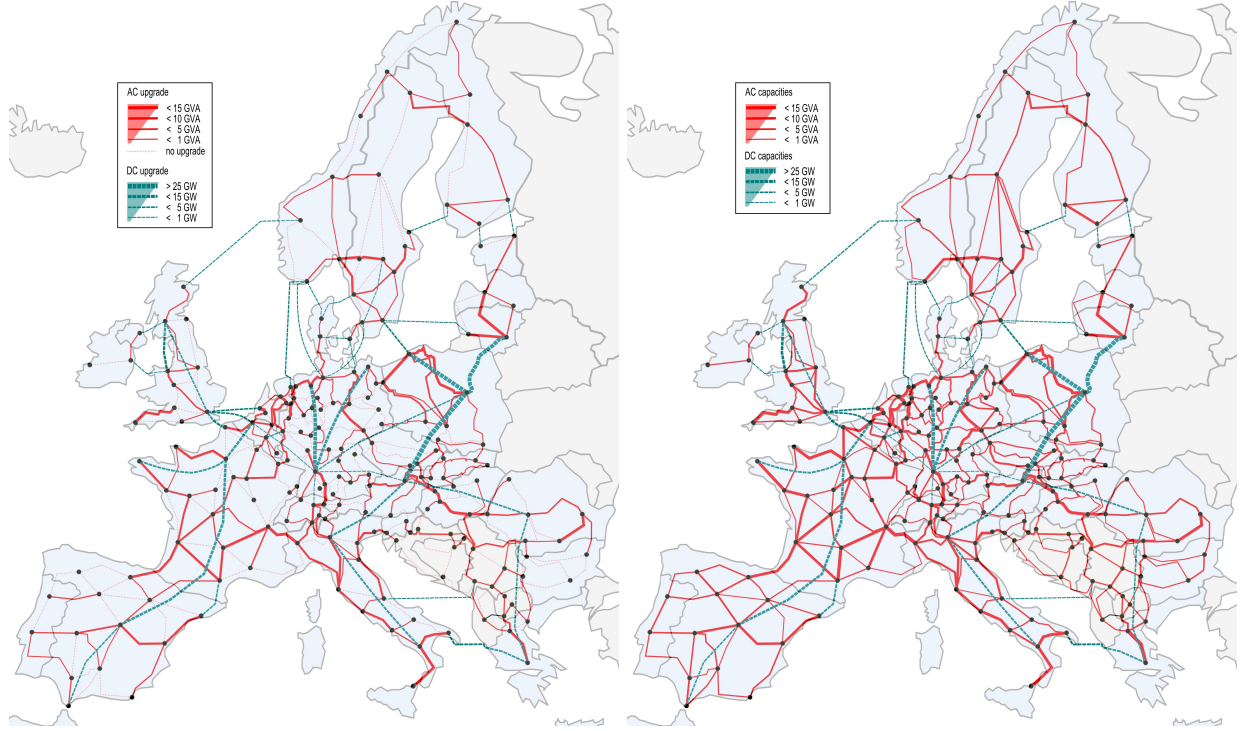 AC upgrade
< 15 GVA
< 10 GVA
< 5 GVA
< 1 GVA
no upgrade
DC upgrade
> 25 GW
< 15 GW
< 5 GW
< 1 GW
AC capacities
< 15 GVA
< 10 GVA
< 5 GVA
< 1 GVA
DC capacities
> 25 GW
< 15 GW
< 5 GW
< 1 GW